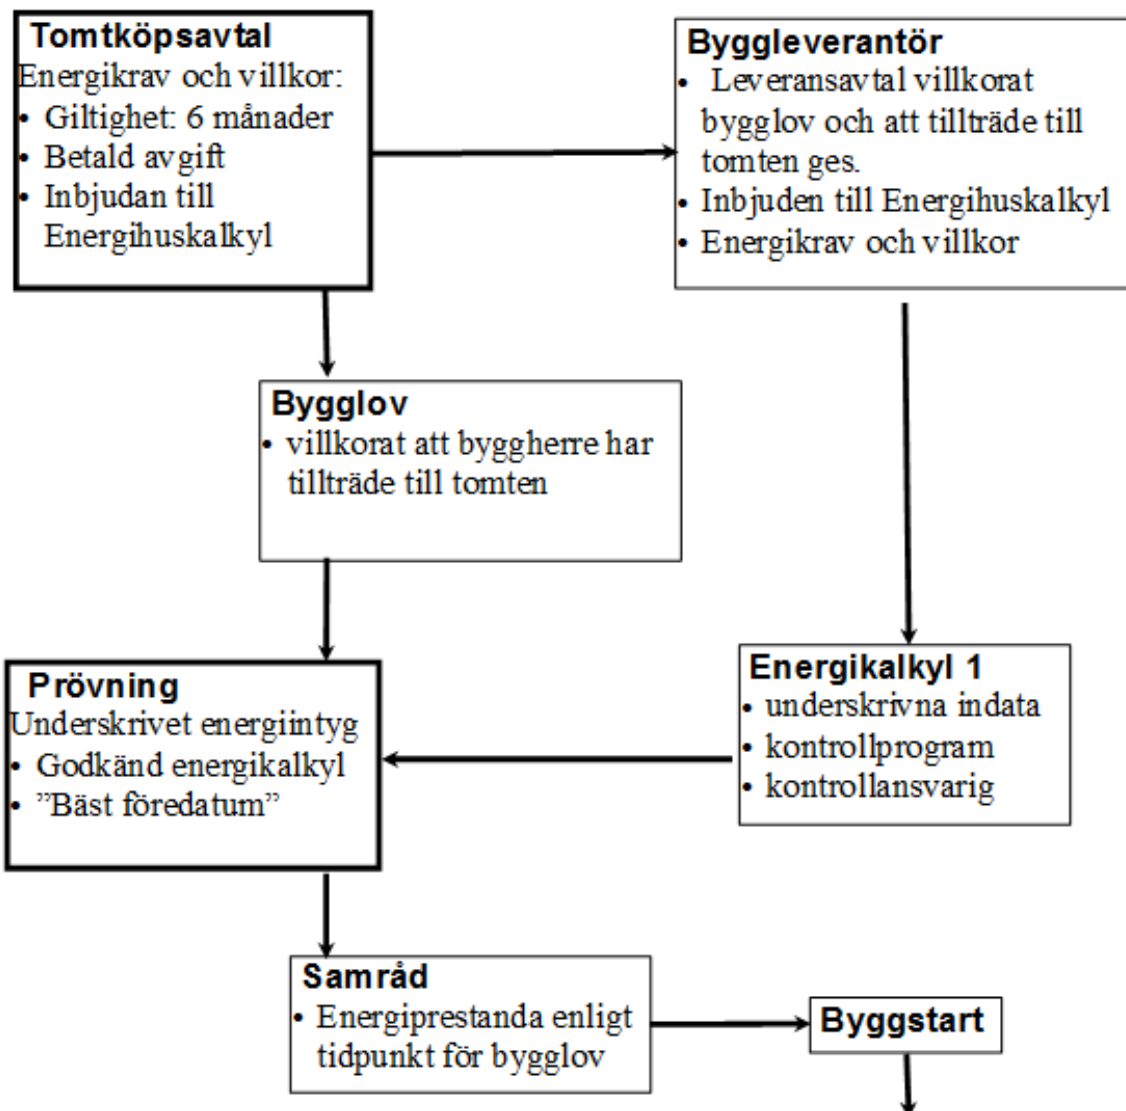 Tomtköpsavtal
Energikrav och villkor:
• Giltighet: 6 månader
• Betald avgift
• Inbjudan till
Energihuskalkyl
Byggleverantör
• Leveransavtal villkorat
bygglov och att tillträde till
tomten ges.
• Inbjuden till Energihuskalkyl
• Energikrav och villkor
Bygglov
• villkorat att byggherre har
tillträde till tomten
Prövning
Underskrivet energiintyg
• Godkänd energikalkyl
• ”Bäst föredatum”
Energikalkyl 1
• underskrivna indata
• kontrollprogram
• kontrollansvarig
Samråd
• Energiprestanda enligt
tidpunkt för bygglov
Byggstart